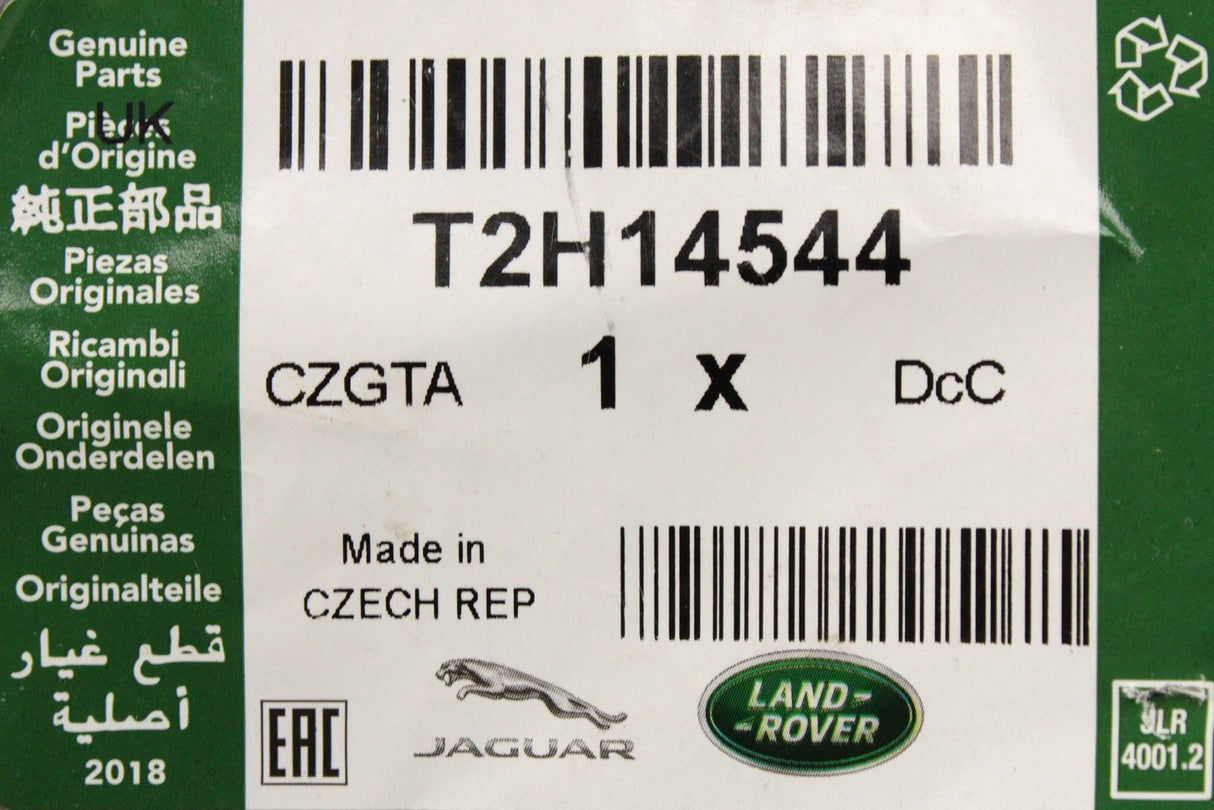 Genuine
Parts
UK
Pièces
d'Origine
純正部品
Piezas
Originales
Ricambi
Originali
Originele
Onderdelen
Peças
Genuinas
Originalteile
قطع غيار
أصلية
2018
T2H14544
CZGTA 1 x DcC
Made in
CZECH REP
EAC
JAGUAR
LAND-
-ROVER
JLR
4001.2